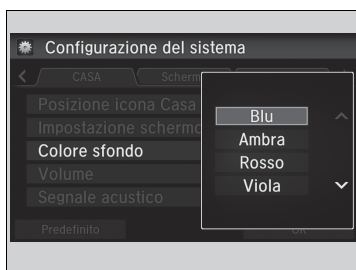 Configurazione del sistema
CASA
Scherm
Posizione icona Casa
Impostazione schermo
Colore sfondo
Volume
Segnale acustico
Blu
Ambra
Rosso
Viola
Predefinito
OK